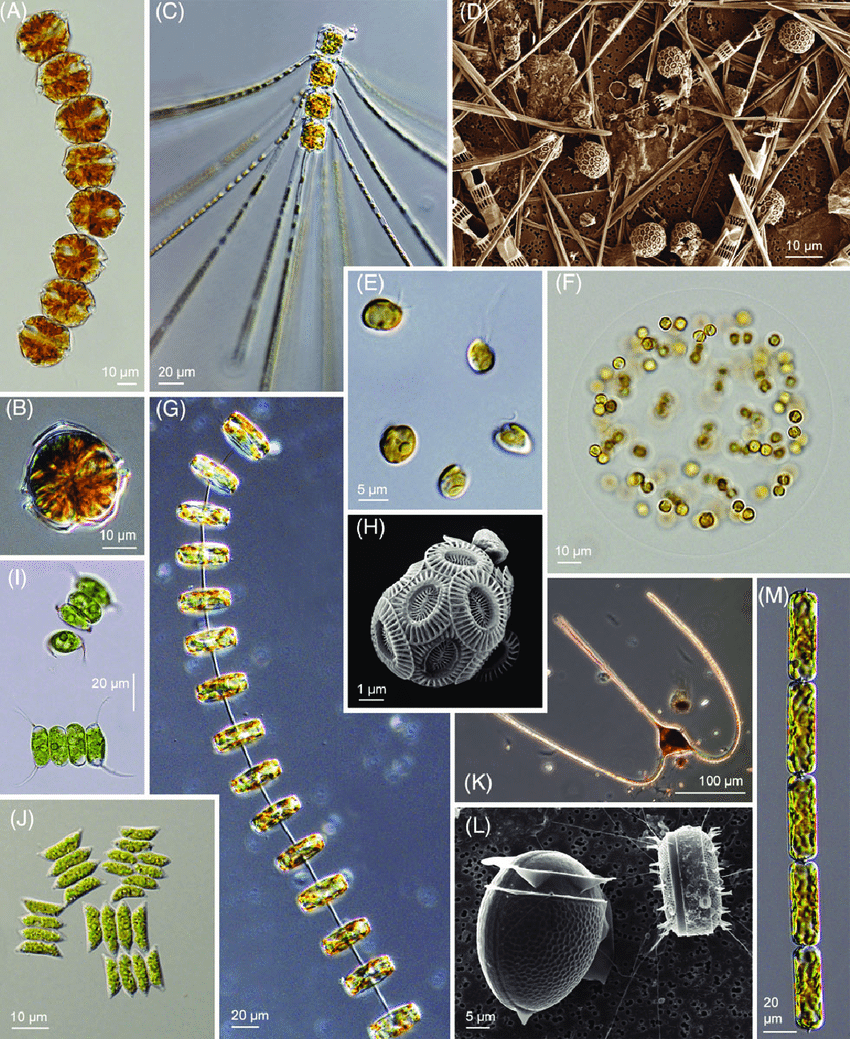 (A)
10 µm
(C)
20 µm
(D)
10 µm
(B)
10 µm
(E)
5 µm
(F)
10 µm
(G)
20 µm
(H)
1 µm
(I)
20 µm
(J)
10 µm
(K)
100 µm
(L)
5 µm
(M)
20
µm